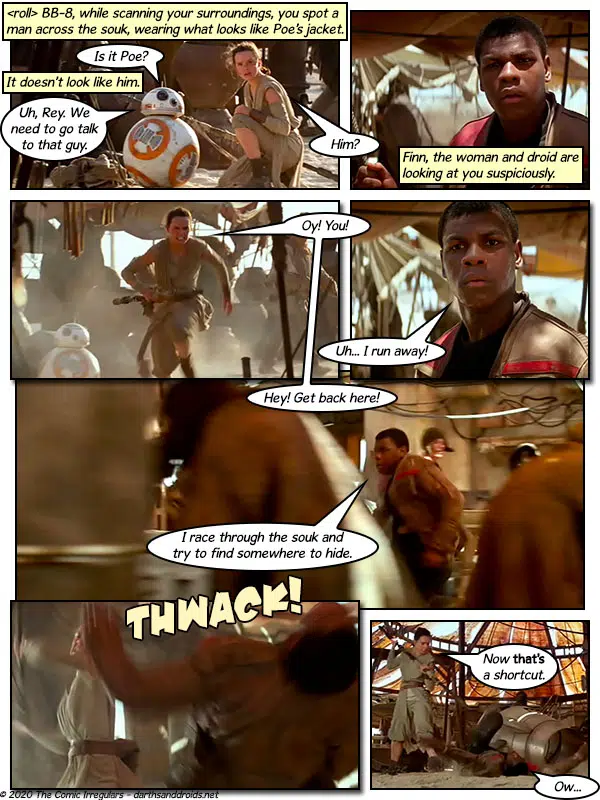 <roll> BB-8, while scanning your surroundings, you spot a
man across the souk, wearing what looks like Poe's jacket.
Is it Poe?
It doesn't look like him.
Uh, Rey. We
need to go talk
to that guy.
Him?
Finn, the woman and droid are
looking at you suspiciously.
Oy! You!
Uh... I run away!
Hey! Get back here!
I race through the souk and
try to find somewhere to hide.
THWACK!
Now that's
a shortcut.
Ow...
© 2020 The Comic Irregulars - darthsanddroids.net